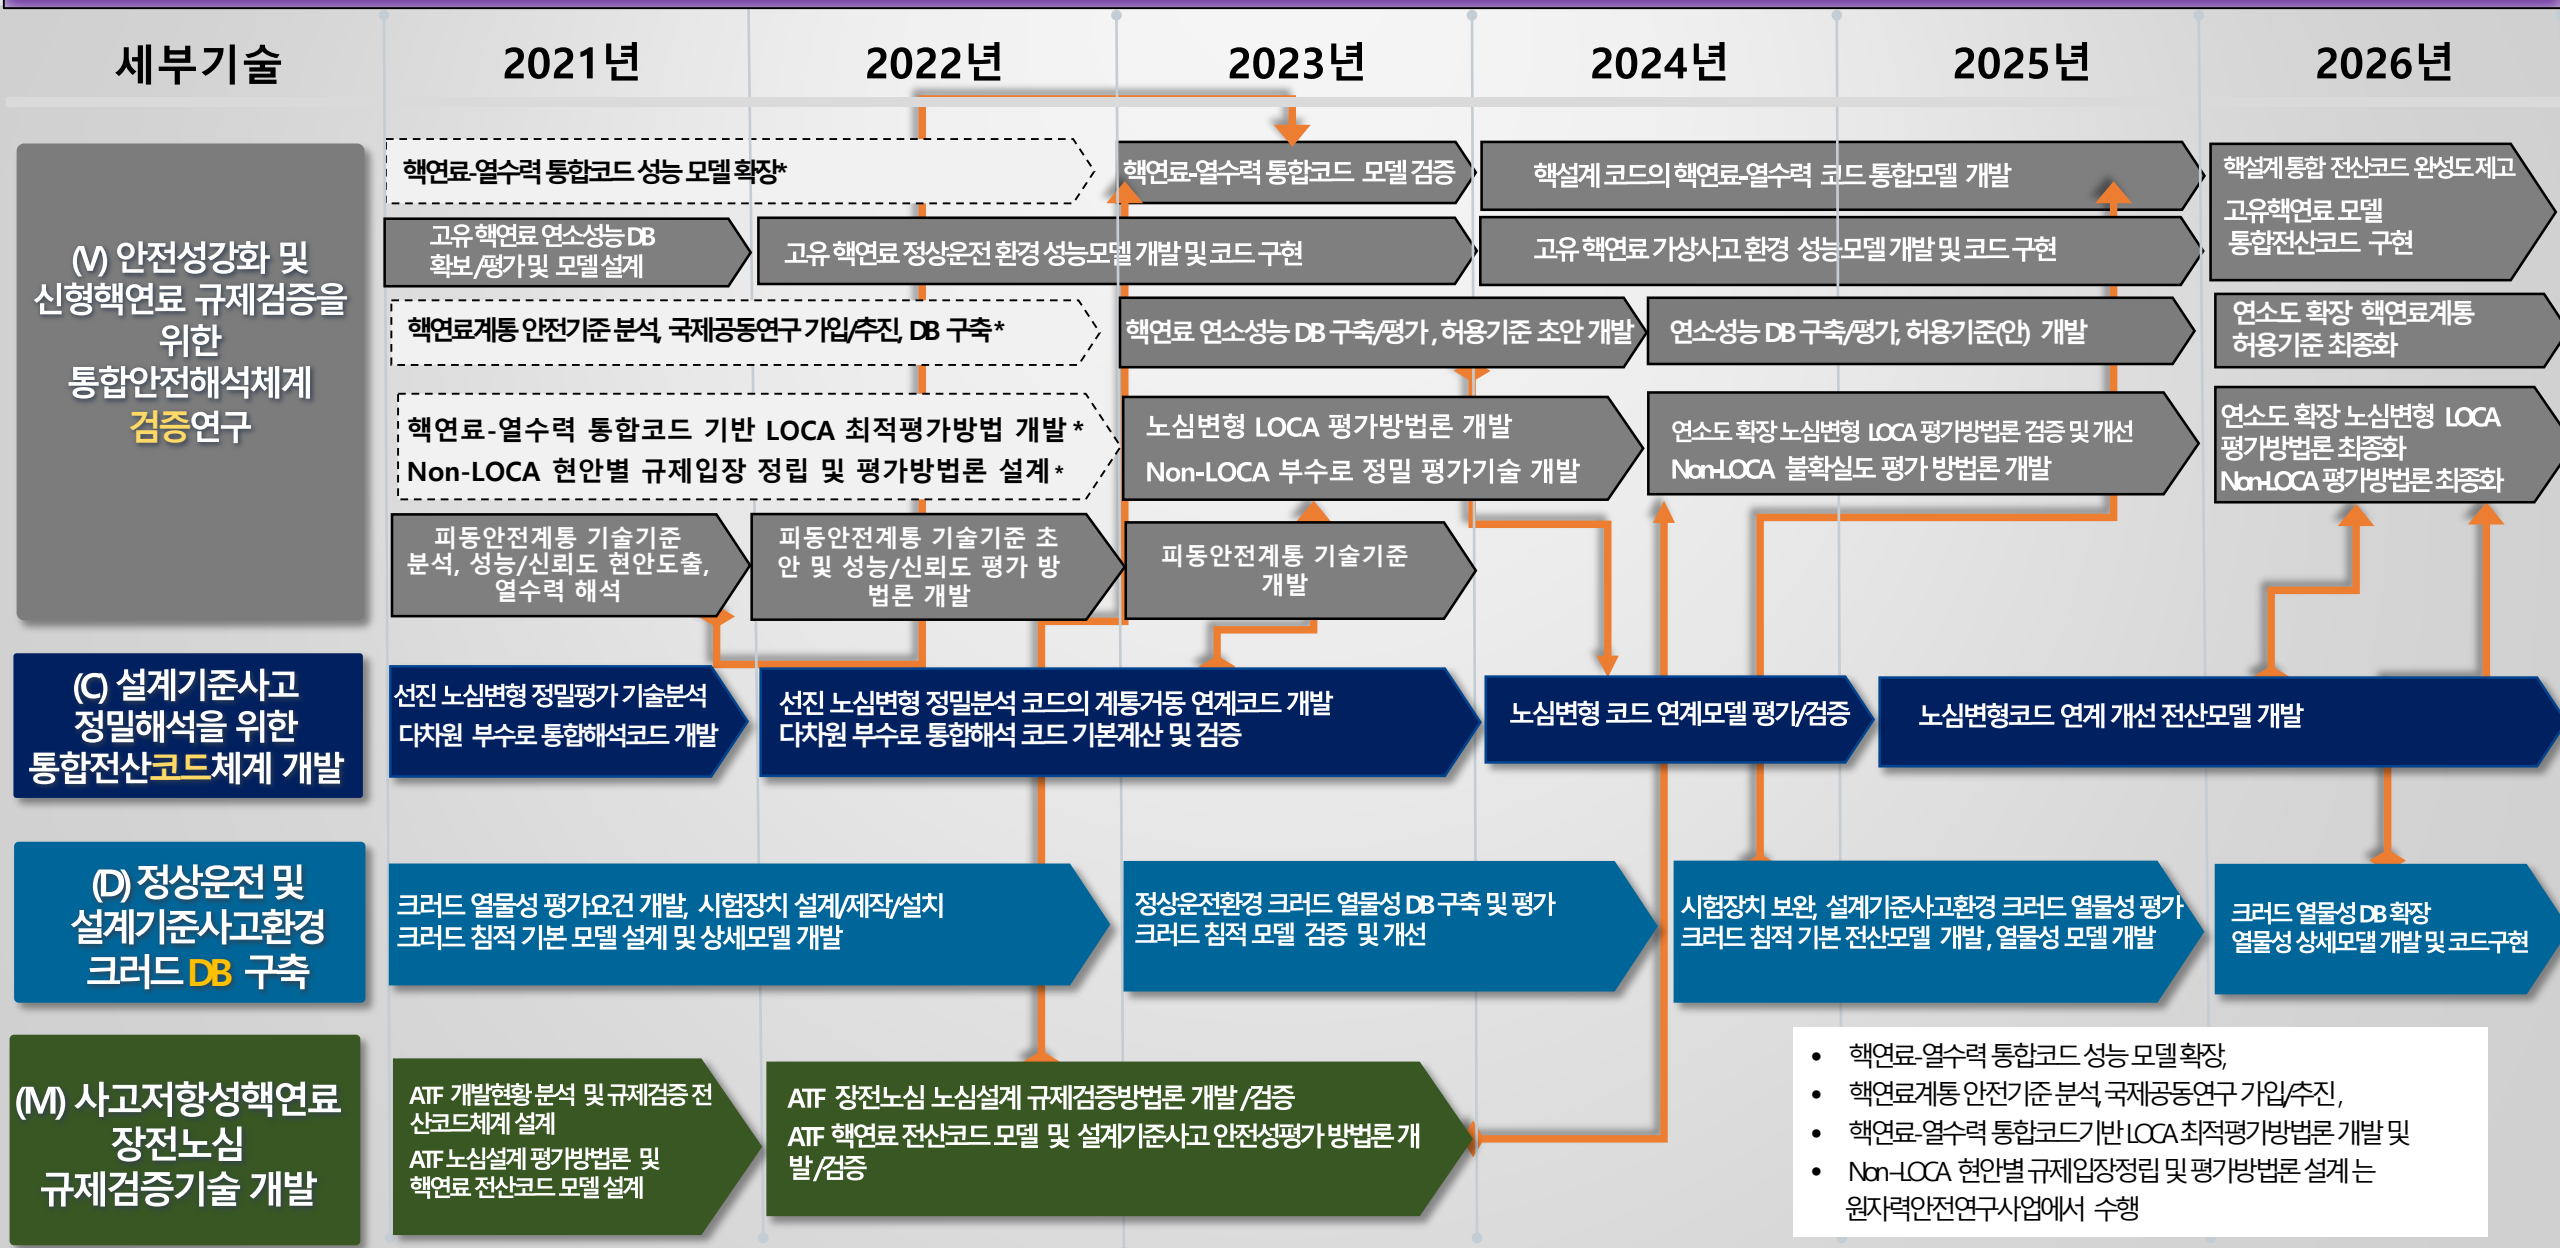 세부기술
2021년
2022년
2023년
2024년
2025년
2026년
(V) 안전성강화 및
신형핵연료 규제검증을
위한
통합안전해석체계
검증연구
핵연료-열수력 통합코드 성능 모델 확장*
핵연료-열수력 통합코드 모델 검증
핵설계 코드의 핵연료-열수력 코드 통합모델 개발
핵설계 통합 전산코드 완성도 제고
고유핵연료 모델
통합전산코드 구현
고유 핵연료 연소성능 DB
확보/평가 및 모델 설계
고유 핵연료 정상운전 환경 성능모델 개발 및 코드 구현
고유 핵연료 가상사고 환경 성능모델 개발 및 코드 구현
핵연료계통 안전기준 분석, 국제공동연구 가입/추진, DB 구축*
핵연료 연소성능 DB 구축/평가, 허용기준 초안 개발
연소성능 DB 구축/평가, 허용기준(안) 개발
연소도 확장 핵연료계통
허용기준 최종화
핵연료-열수력 통합코드 기반 LOCA 최적평가방법 개발*
Non-LOCA 현안별 규제입장 정립 및 평가방법론 설계*
노심변형 LOCA 평가방법론 개발
Non-LOCA 부수로 정밀 평가기술 개발
연소도 확장 노심변형 LOCA 평가방법론 검증 및 개선
Non-LOCA 불확실도 평가 방법론 개발
연소도 확장 노심변형 LOCA
평가방법론 최종화
Non-LOCA 평가방법론 최종화
피동안전계통 기술기준
분석, 성능/신뢰도 현안도출,
열수력 해석
피동안전계통 기술기준 초
안 및 성능/신뢰도 평가 방
법론 개발
피동안전계통 기술기준
개발
(C) 설계기준사고
정밀해석을 위한
통합전산코드체계 개발
선진 노심변형 정밀평가 기술분석
다차원 부수로 통합해석코드 개발
선진 노심변형 정밀분석 코드의 계통거동 연계코드 개발
다차원 부수로 통합해석 코드 기본계산 및 검증
노심변형 코드 연계모델 평가/검증
노심변형코드 연계 개선 전산모델 개발
(D) 정상운전 및
설계기준사고환경
크러드 DB 구축
크러드 열물성 평가요건 개발, 시험장치 설계/제작/설치
크러드 침적 기본 모델 설계 및 상세모델 개발
정상운전환경 크러드 열물성 DB 구축 및 평가
크러드 침적 모델 검증 및 개선
시험장치 보완, 설계기준사고환경 크러드 열물성 평가
크러드 침적 기본 전산모델 개발, 열물성 모델 개발
크러드 열물성 DB 확장
열물성 상세모댈 개발 및 코드구현
(M) 사고저항성핵연료
장전노심
규제검증기술 개발
ATF 개발현황 분석 및 규제검증 전
산코드체계 설계
ATF 노심설계 평가방법론 및
핵연료 전산코드 모델 설계
ATF 장전노심 노심설계 규제검증방법론 개발/검증
ATF 핵연료 전산코드 모델 및 설계기준사고 안전성평가 방법론 개
발/검증
• 핵연료-열수력 통합코드 성능 모델 확장,
• 핵연료계통 안전기준 분석, 국제공동연구 가입/추진,
• 핵연료-열수력 통합코드기반 LOCA 최적평가방법론 개발 및
• Non-LOCA 현안별 규제입장정립 및 평가방법론 설계 는
원자력안전연구사업에서 수행